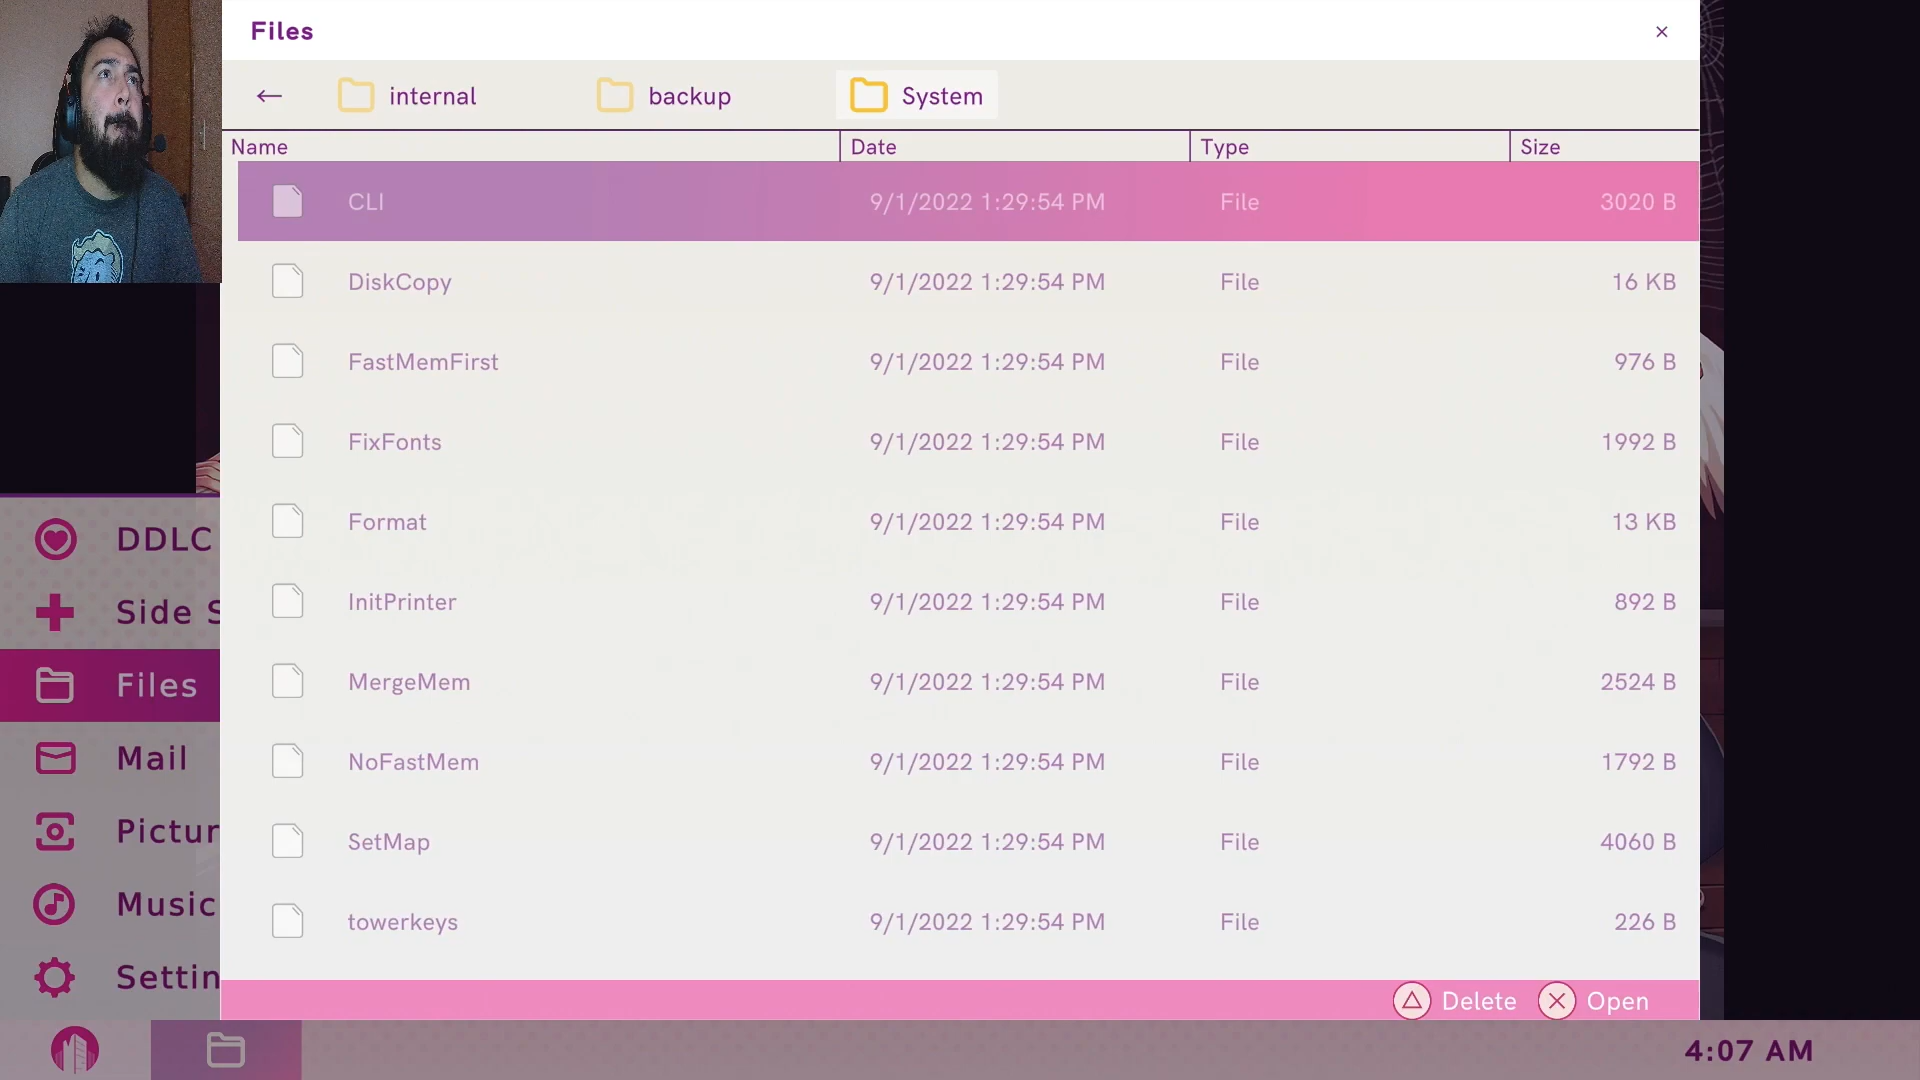 Files
×
← internal backup System
Name Date Type Size
CLI 9/1/2022 1:29:54 PM File 3020 B
DiskCopy 9/1/2022 1:29:54 PM File 16 KB
FastMemFirst 9/1/2022 1:29:54 PM File 976 B
FixFonts 9/1/2022 1:29:54 PM File 1992 B
Format 9/1/2022 1:29:54 PM File 13 KB
InitPrinter 9/1/2022 1:29:54 PM File 892 B
MergeMem 9/1/2022 1:29:54 PM File 2524 B
NoFastMem 9/1/2022 1:29:54 PM File 1792 B
SetMap 9/1/2022 1:29:54 PM File 4060 B
towerkeys 9/1/2022 1:29:54 PM File 226 B
Delete Open
DDLC
Side S
Files
Mail
Pictur
Music
Settin
4:07 AM